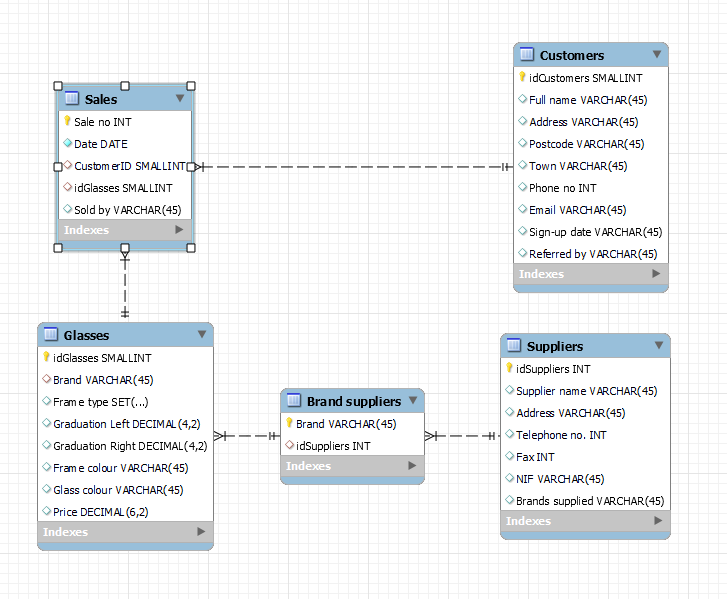 Sales
Sale no INT
Date DATE
CustomerID SMALLINT
idGlasses SMALLINT
Sold by VARCHAR(45)
Indexes
Customers
idCustomers SMALLINT
Full name VARCHAR(45)
Address VARCHAR(45)
Postcode VARCHAR(45)
Town VARCHAR(45)
Phone no INT
Email VARCHAR(45)
Sign-up date VARCHAR(45)
Referred by VARCHAR(45)
Indexes
Glasses
idGlasses SMALLINT
Brand VARCHAR(45)
Frame type SET(...)
Graduation Left DECIMAL(4,2)
Graduation Right DECIMAL(4,2)
Frame colour VARCHAR(45)
Glass colour VARCHAR(45)
Price DECIMAL(6,2)
Indexes
Brand suppliers
Brand VARCHAR(45)
idSuppliers INT
Indexes
Suppliers
idSuppliers INT
Supplier name VARCHAR(45)
Address VARCHAR(45)
Telephone no. INT
Fax INT
NIF VARCHAR(45)
Brands supplied VARCHAR(45)
Indexes